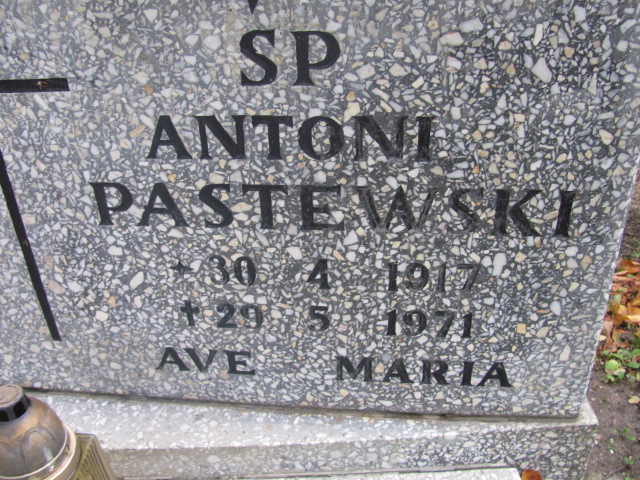 SP
ANTONI
PASTEWSKI
* 30 4 1917
+ 29 5 1971
AVE MARIA